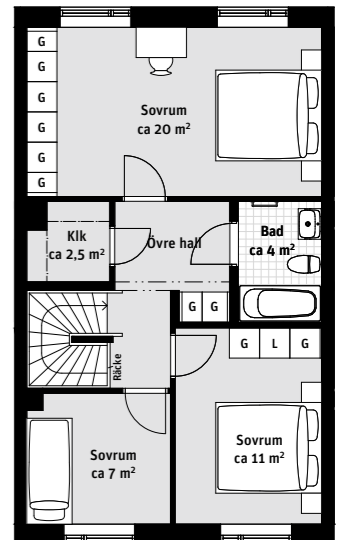 G
G
G
G
G
G
Sovrum
ca 20 m²
Klk
ca 2,5 m²
Övre hall
Bad
ca 4 m²
G G
Räcke
G L G
Sovrum
ca 7 m²
Sovrum
ca 11 m²